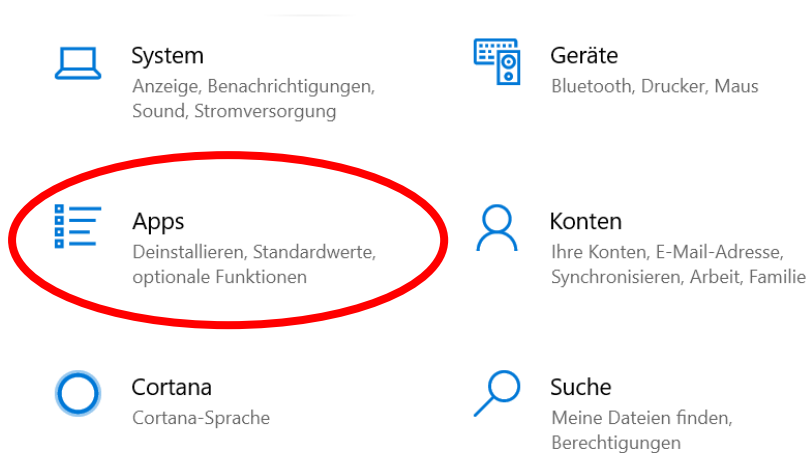 System
Anzeige, Benachrichtigungen,
Sound, Stromversorgung
Geräte
Bluetooth, Drucker, Maus
Apps
Deinstallieren, Standardwerte,
optionale Funktionen
Konten
Ihre Konten, E-Mail-Adresse,
Synchronisieren, Arbeit, Familie
Cortana
Cortana-Sprache
Suche
Meine Dateien finden,
Berechtigungen